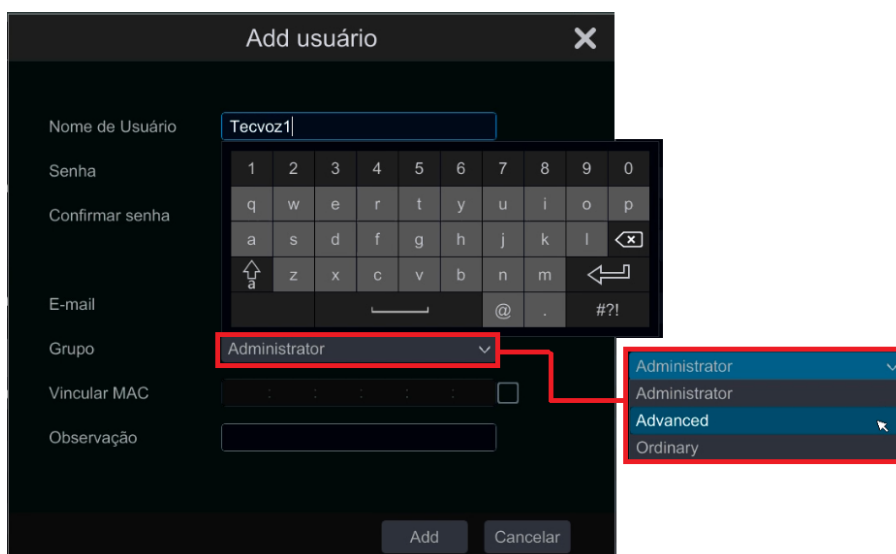 Add usuário
Nome de Usuário Tecvoz1
Senha
Confirmar senha
1 2 3 4 5 6 7 8 9 0
q w e r t y u i o p
a s d f g h j k l
a z x c v b n m
@ . #?!
E-mail
Grupo Administrator
Vincular MAC : : : : :
Observação
Add Cancelar
Administrator
Administrator
Advanced
Ordinary